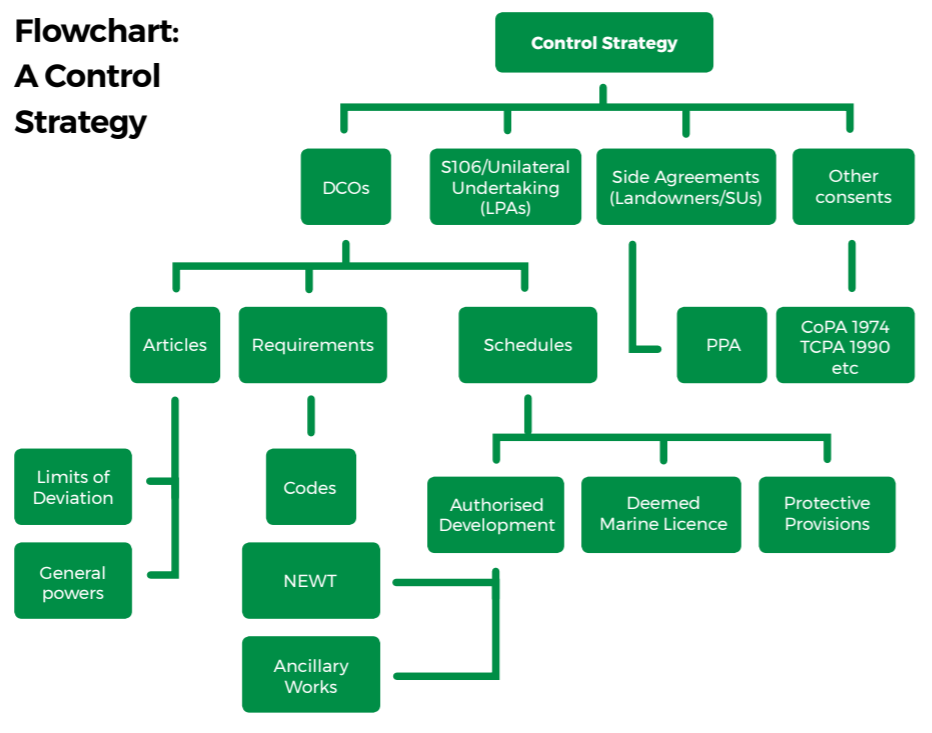 Flowchart:
A Control
Strategy
Control Strategy
DCOs
S106/Unilateral
Undertaking
(LPAs)
Side Agreements
(Landowners/SUs)
Other
consents
Articles
Requirements
Schedules
PPA
CoPA 1974
TCPA 1990
etc
Limits of
Deviation
Codes
Authorised
Development
Deemed
Marine Licence
Protective
Provisions
General
powers
NEWT
Ancillary
Works